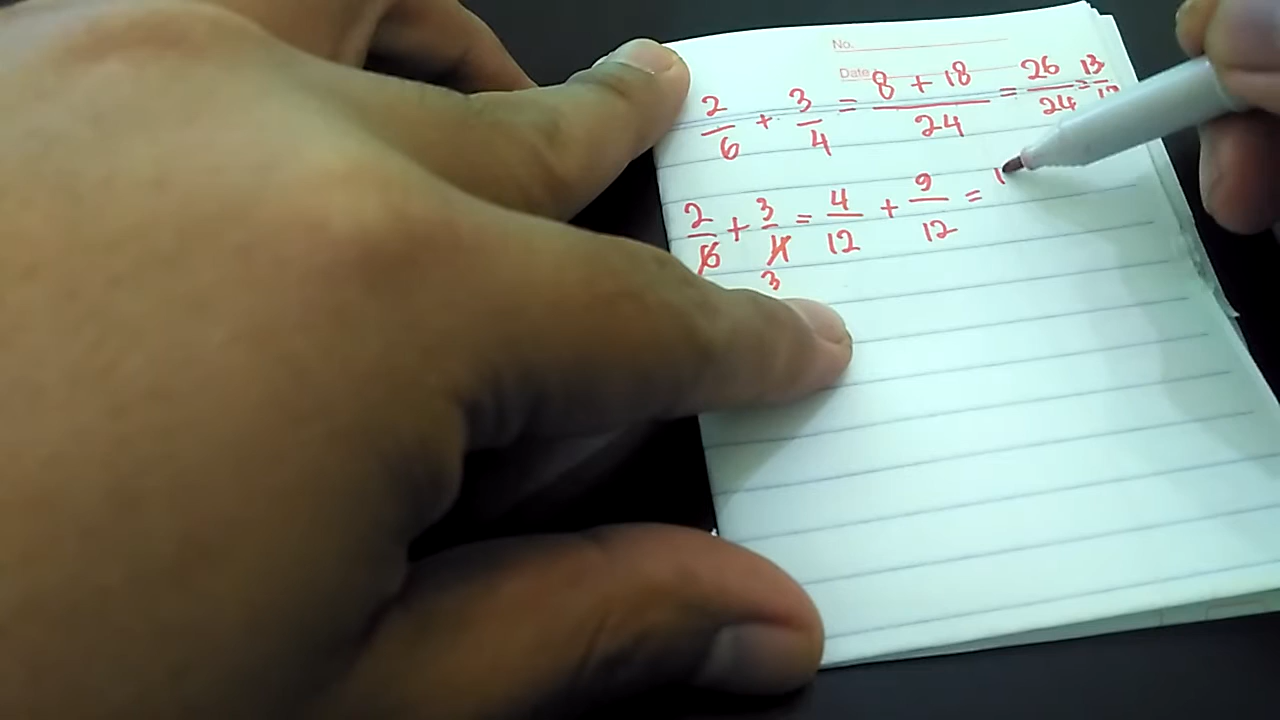 No.
Date
2/6 + 3/4 = 8 + 18/24 = 26/24 = 13/12
2/6 + 3/4 = 4/12 + 9/12 = 1
3